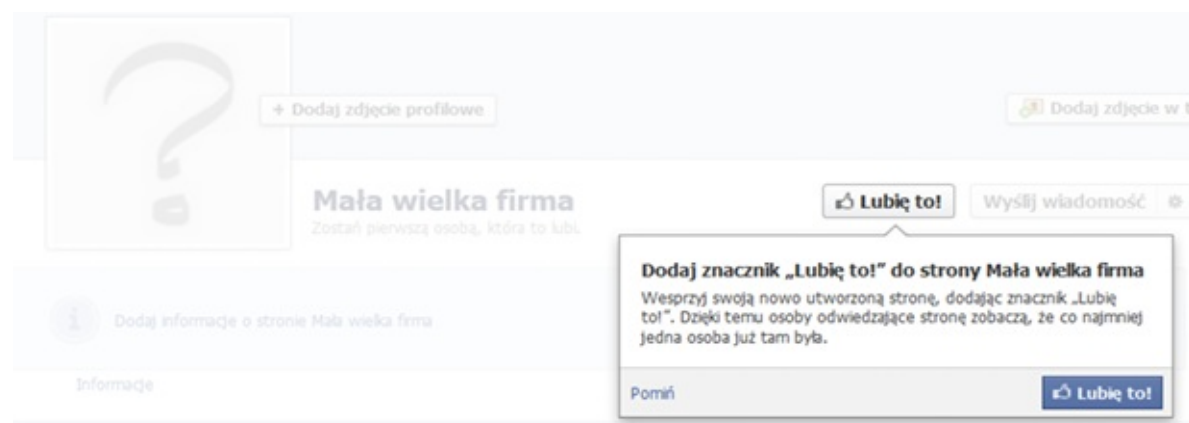 + Dodaj zdjęcie profilowe
Dodaj zdjęcie w t
Mała wielka firma
Zostań pierwszą osobą, która to lubi.
Lubię to!
Wyślij wiadomość
Dodaj znacznik „Lubię to!” do strony Mała wielka firma
Wesprzyj swoją nowo utworzoną stronę, dodając znacznik „Lubię
to!”. Dzięki temu osoby odwiedzające stronę zobaczą, że co najmniej
jedna osoba już tam była.
Pomiń
Lubię to!
Dodaj informacje o stronie Mała wielka firma
Informacje